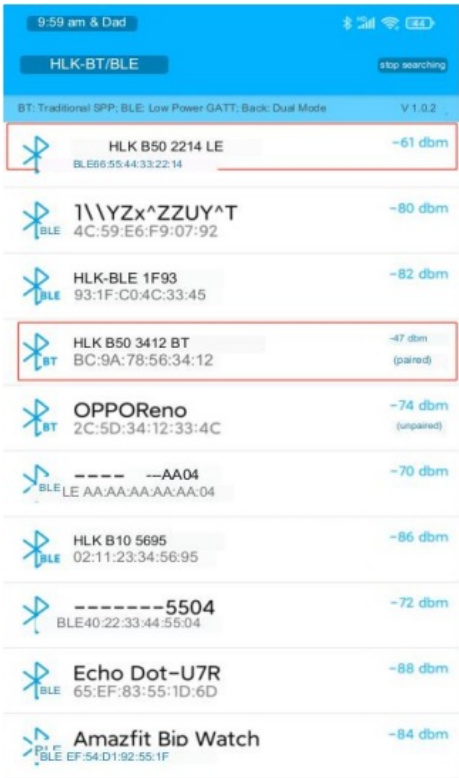 9:59 am & Dad
44
HLK-BT/BLE
stop searching
BT: Traditional SPP; BLE: Low Power GATT; Back: Dual Mode V 1.0.2
HLK B50 2214 LE -61 dbm
BLE66:55:44:33:22:14
1\\YZx^ZZUY^T -80 dbm
BLE 4C:59:E6:F9:07:92
HLK-BLE 1F93 -82 dbm
BLE 93:1F:C0:4C:33:45
HLK B50 3412 BT -47 dbm
BT BC:9A:78:56:34:12 (paired)
OPPOReno -74 dbm
BT 2C:5D:34:12:33:4C (unpaired)
---- ---AA04 -70 dbm
BLE LE AA:AA:AA:AA:AA:04
HLK B10 5695 -86 dbm
BLE 02:11:23:34:56:95
-------5504 -72 dbm
BLE40:22:33:44:55:04
Echo Dot-U7R -88 dbm
BLE 65:EF:83:55:1D:6D
Amazfit Bip Watch -84 dbm
BLE EF:54:D1:92:55:1F